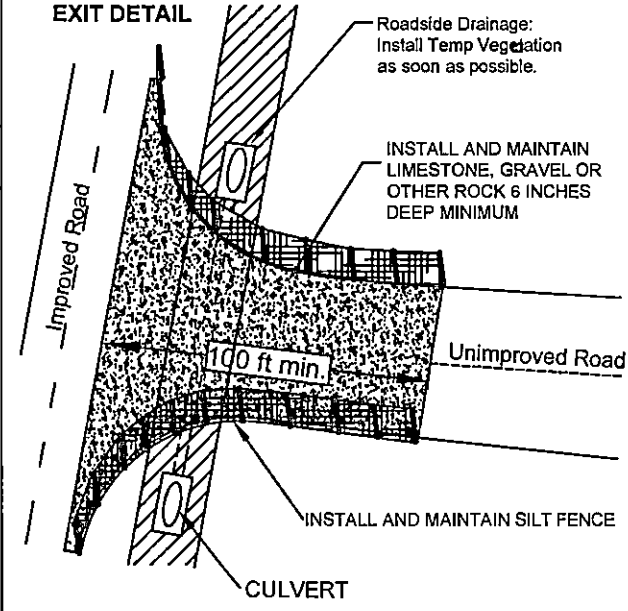 EXIT DETAIL
Roadside Drainage:
Install Temp Vegetation
as soon as possible.
INSTALL AND MAINTAIN
LIMESTONE, GRAVEL OR
OTHER ROCK 6 INCHES
DEEP MINIMUM
Improved Road
100 ft min.
Unimproved Road
INSTALL AND MAINTAIN SILT FENCE
CULVERT